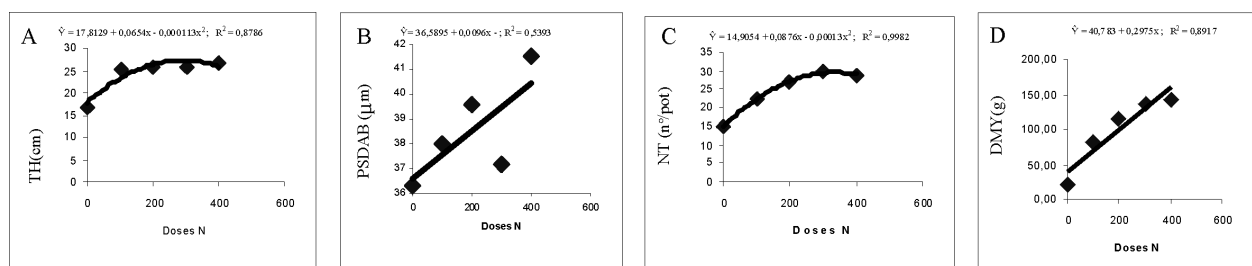 A
Ŷ = 17,8129 + 0,0654x - 0,000113x²; R² = 0,8786
TH(cm)
30
25
20
15
10
5
0
0 200 400 600
Doses N
B
Ŷ = 36,5895 + 0,0096x - ; R² = 0,5393
PSDAB (µm)
42
41
40
39
38
37
36
0 200 400 600
Doses N
C
Ŷ = 14,9054 + 0,0876x - 0,00013x²; R² = 0,9982
NT (n°/pot)
35
30
25
20
15
10
5
0
0 200 400 600
Doses N
D
Ŷ = 40,783 + 0,2975x ; R² = 0,8917
DMY(g)
200,00
150,00
100,00
50,00
0,00
0 200 400 600
Doses N